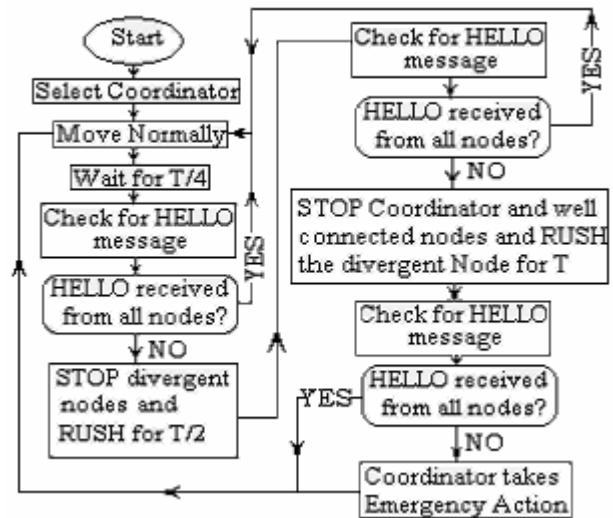 Start
Select Coordinator
Move Normally
Wait for T/4
Check for HELLO
message
HELLO received
from all nodes?
YES
NO
STOP divergent
nodes and
RUSH for T/2
Check for HELLO
message
HELLO received
from all nodes?
YES
NO
STOP Coordinator and well
connected nodes and RUSH
the divergent Node for T
Check for HELLO
message
HELLO received
from all nodes?
YES
NO
Coordinator takes
Emergency Action